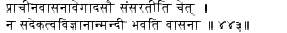 प्राचीनवासनावेगादसौ संसरतीति चेत् ।
न सदेकत्वविज्ञानान्मन्दी भवति वासना ॥ ४४३॥